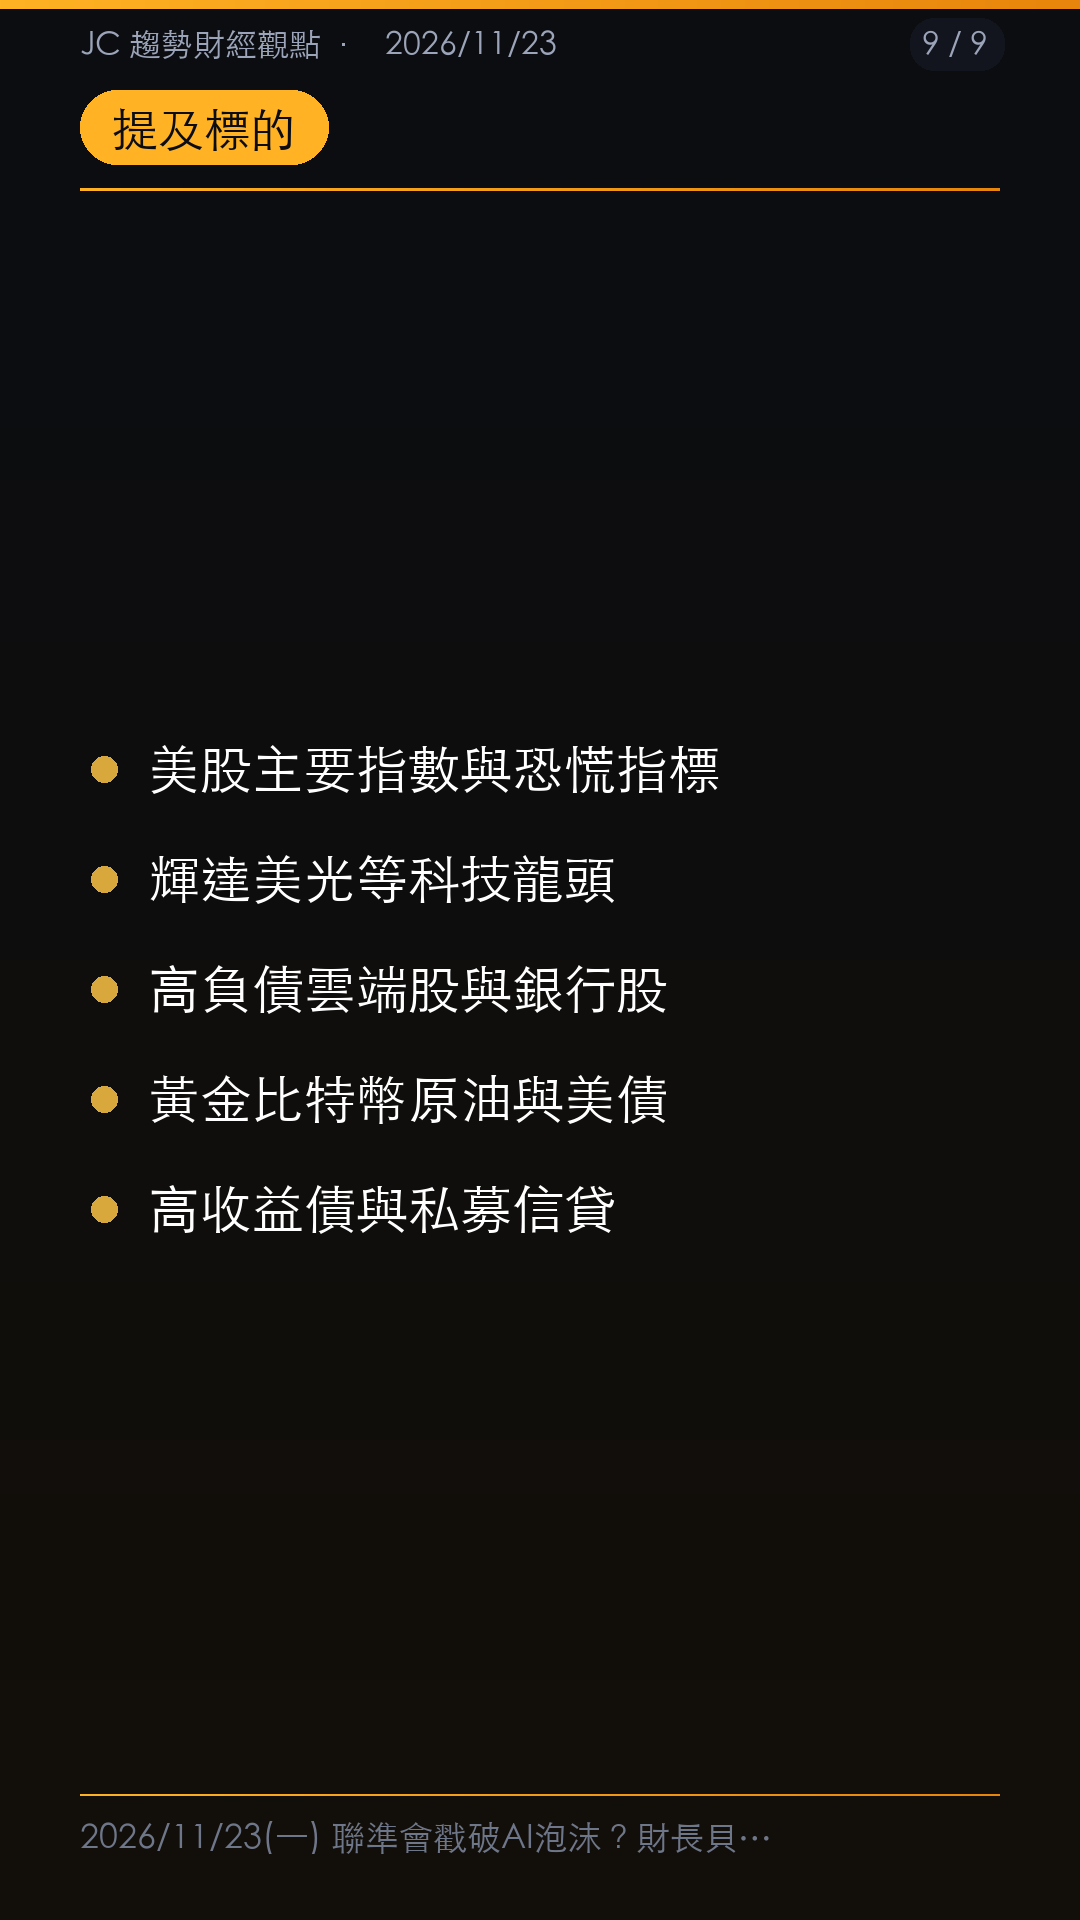 JC 趨勢財經觀點 · 2026/11/23
9 / 9
提及標的
美股主要指數與恐慌指標
輝達美光等科技龍頭
高負債雲端股與銀行股
黃金比特幣原油與美債
高收益債與私募信貸
2026/11/23(一) 聯準會戳破AI泡沫？財長貝⋯